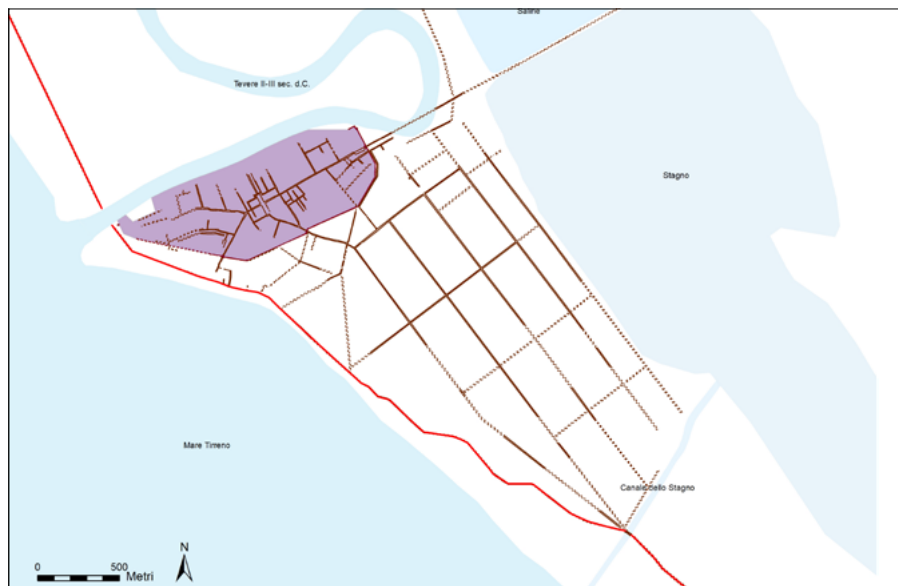 Saline
Tevere II-III sec. d.C.
Stagno
Mare Tirreno
Canale dello Stagno
0 500
Metri
N